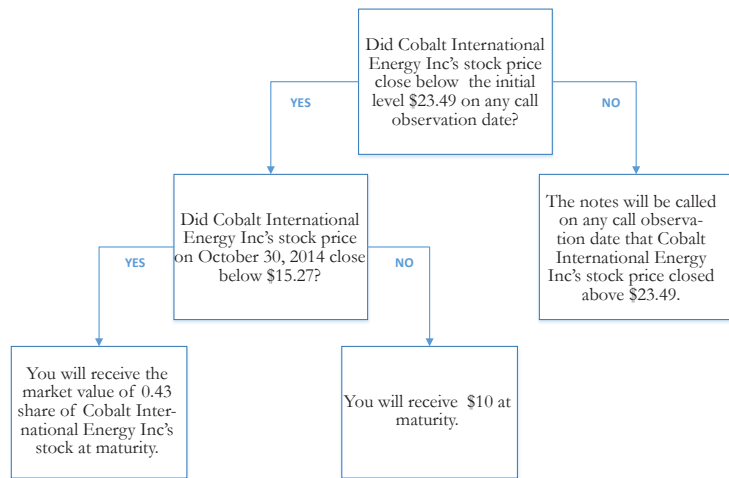 Did Cobalt International
Energy Inc's stock price
close below the initial
level $23.49 on any call
observation date?
YES
NO
Did Cobalt International
Energy Inc's stock price
on October 30, 2014 close
below $15.27?
The notes will be called
on any call observa-
tion date that Cobalt
International Energy
Inc's stock price closed
above $23.49.
YES
NO
You will receive the
market value of 0.43
share of Cobalt Inter-
national Energy Inc's
stock at maturity.
You will receive $10 at
maturity.